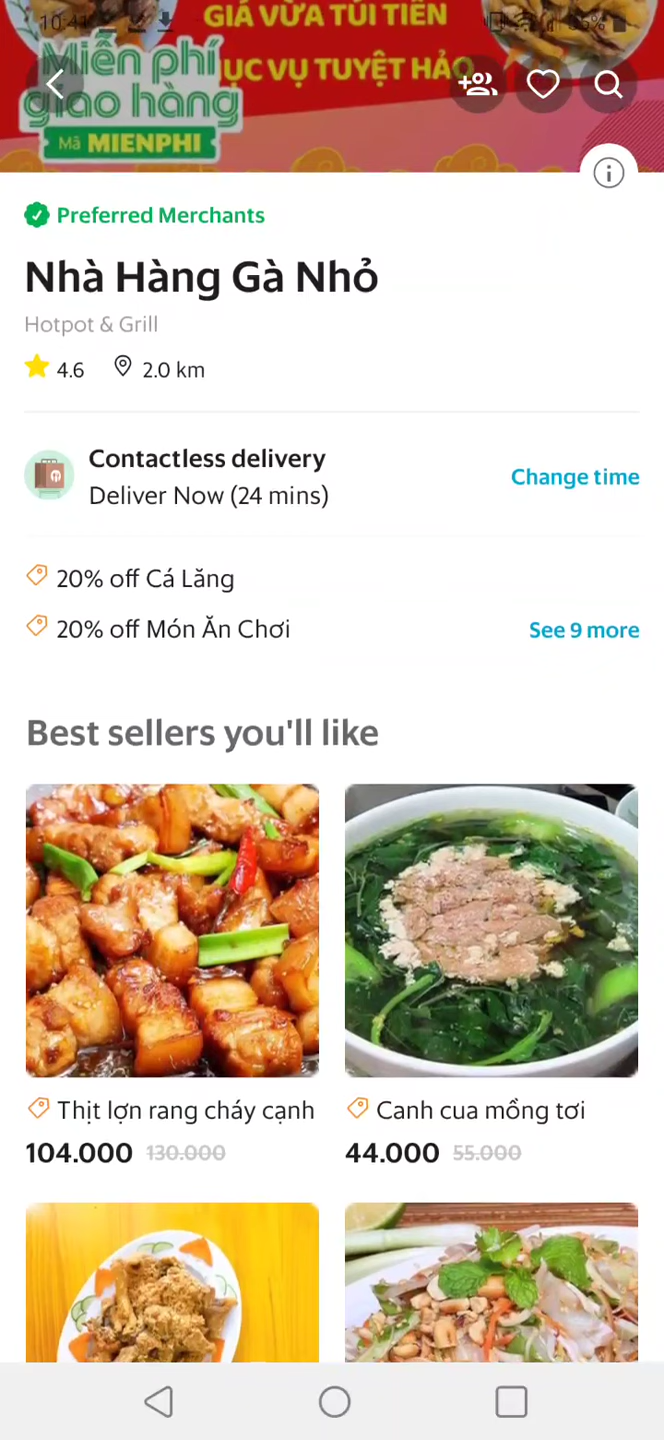 10:41
GIÁ VỪA TÚI TIỀN
Miễn phí
giao hàng
ỤC VỤ TUYỆT HẢO
Mã MIENPHI
Preferred Merchants
Nhà Hàng Gà Nhỏ
Hotpot & Grill
4.6 2.0 km
Contactless delivery
Deliver Now (24 mins)
Change time
20% off Cá Lăng
20% off Món Ăn Chơi
See 9 more
Best sellers you'll like
Thịt lợn rang cháy cạnh
104.000 130.000
Canh cua mồng tơi
44.000 55.000